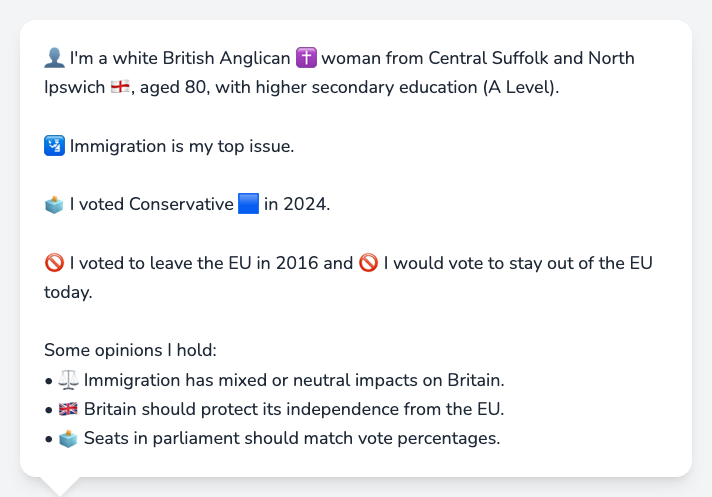 👤 I'm a white British Anglican ✝️ woman from Central Suffolk and North
Ipswich 🏴󠁧󠁢󠁥󠁮󠁧󠁿, aged 80, with higher secondary education (A Level).
🛂 Immigration is my top issue.
🗳️ I voted Conservative 🟦 in 2024.
🚫 I voted to leave the EU in 2016 and 🚫 I would vote to stay out of the EU
today.
Some opinions I hold:
• ⚖️ Immigration has mixed or neutral impacts on Britain.
• 🇬🇧 Britain should protect its independence from the EU.
• 🗳️ Seats in parliament should match vote percentages.